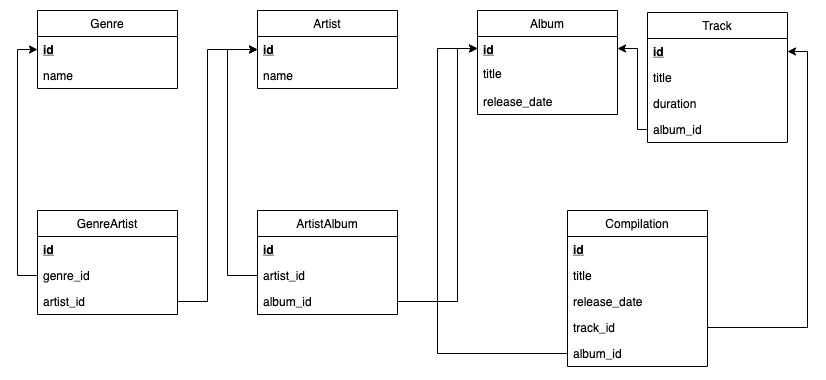 Genre
id
name
Artist
id
name
Album
id
title
release_date
Track
id
title
duration
album_id
GenreArtist
id
genre_id
artist_id
ArtistAlbum
id
artist_id
album_id
Compilation
id
title
release_date
track_id
album_id